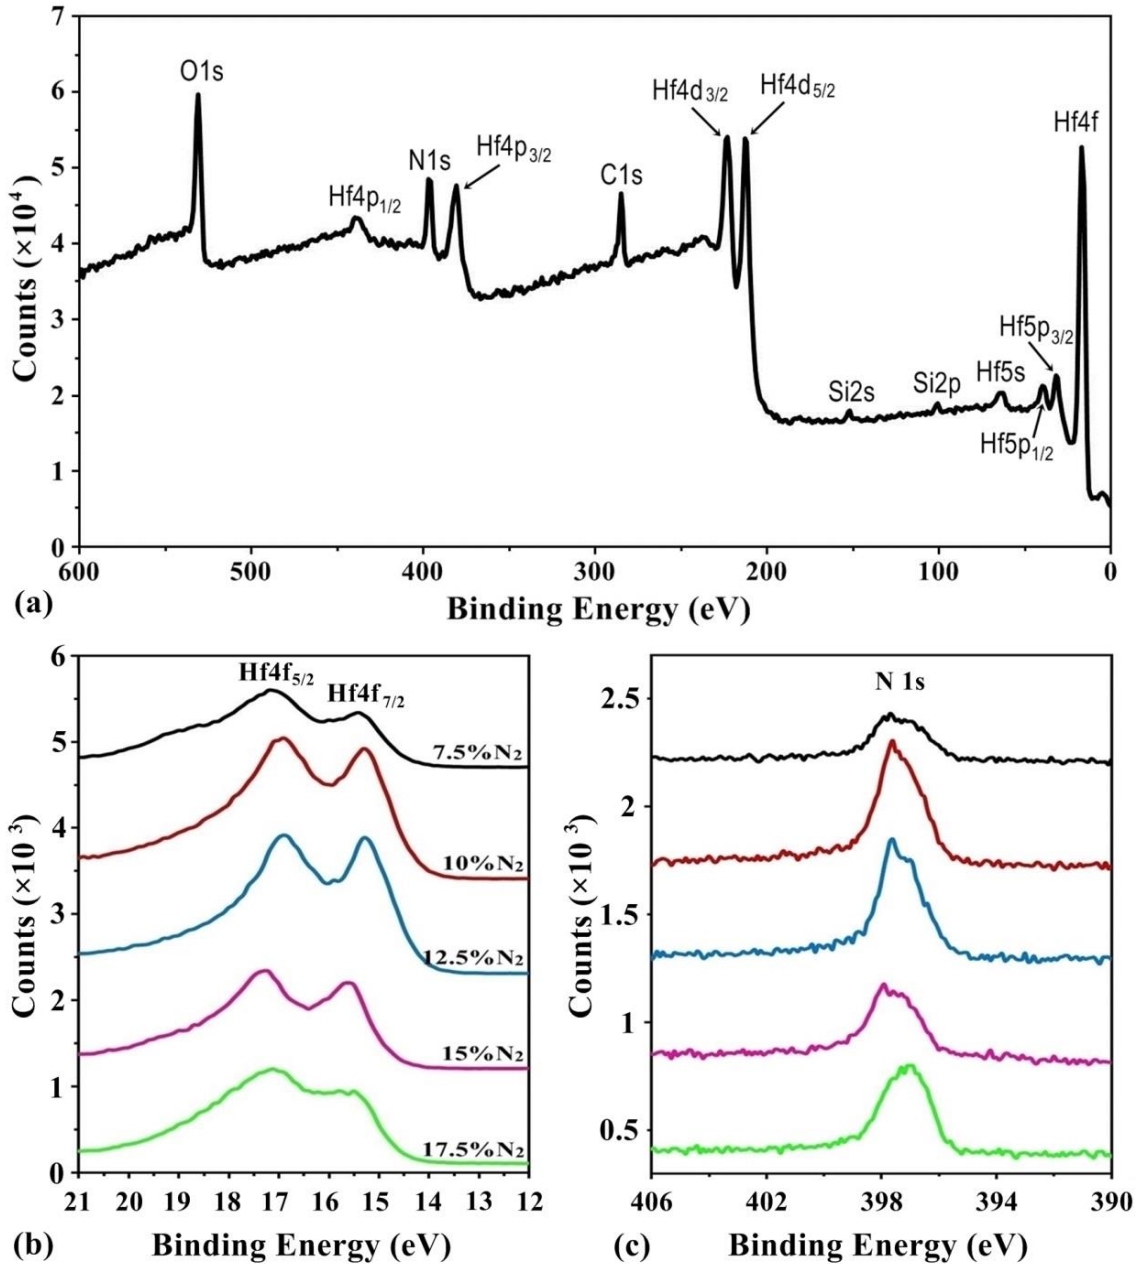 7
6
5
4
3
2
1
0
Counts (×10⁴)
O1s
Hf4p1/2
N1s
Hf4p3/2
C1s
Hf4d3/2
Hf4d5/2
Hf4f
Si2s
Si2p
Hf5s
Hf5p3/2
Hf5p1/2
600 500 400 300 200 100 0
(a) Binding Energy (eV)
6
5
4
3
2
1
0
Counts (×10³)
Hf4f5/2
Hf4f7/2
7.5%N₂
10%N₂
12.5%N₂
15%N₂
17.5%N₂
21 20 19 18 17 16 15 14 13 12
(b) Binding Energy (eV)
2.5
2
1.5
1
0.5
Counts (×10³)
N 1s
406 402 398 394 390
(c) Binding Energy (eV)